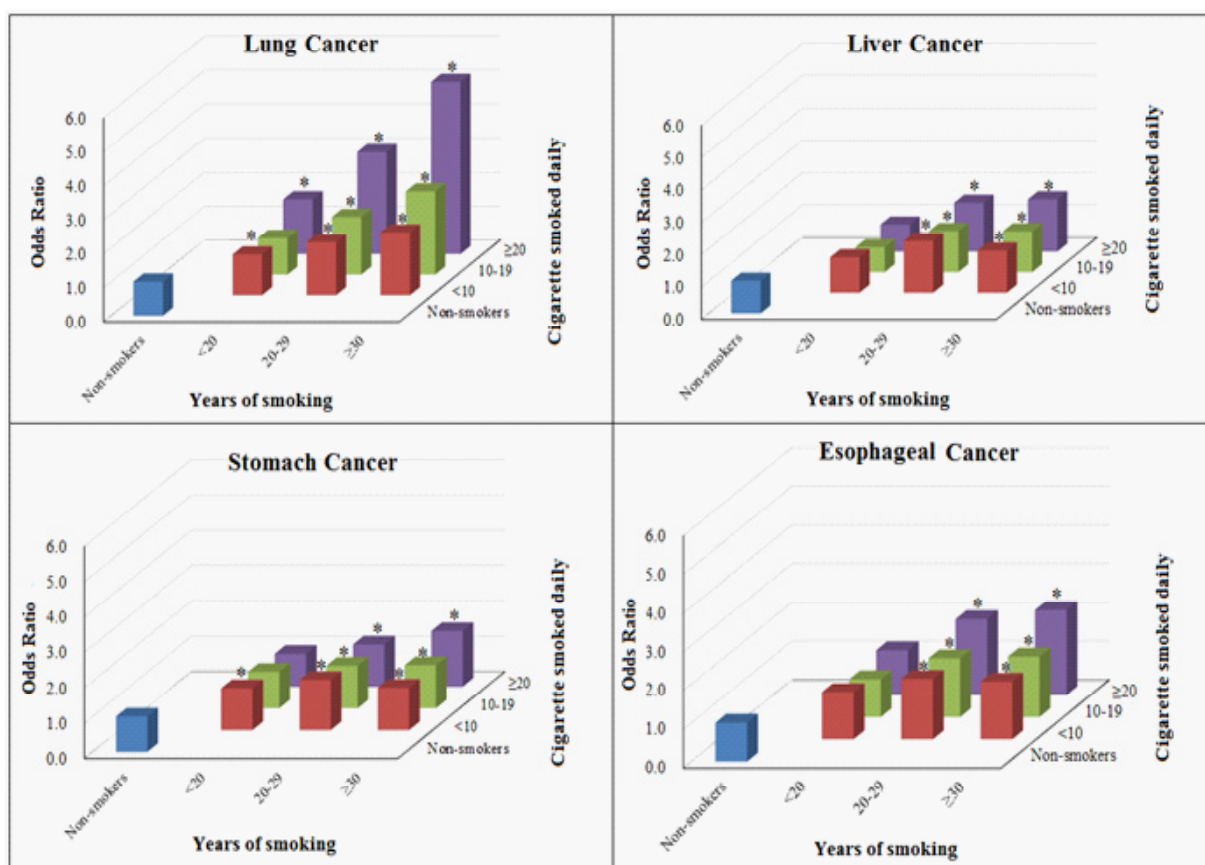 Lung Cancer
Odds Ratio
6.0
5.0
4.0
3.0
2.0
1.0
0.0
* * *
* * *
* * *
Non-smokers
<20
20-29
≥30
Years of smoking
≥20
10-19
<10
Non-smokers
Cigarette smoked daily
Liver Cancer
Odds Ratio
6.0
5.0
4.0
3.0
2.0
1.0
0.0
* *
* *
* *
Non-smokers
<20
20-29
≥30
Years of smoking
≥20
10-19
<10
Non-smokers
Cigarette smoked daily
Stomach Cancer
Odds Ratio
6.0
5.0
4.0
3.0
2.0
1.0
0.0
* *
* *
* * *
Non-smokers
<20
20-29
≥30
Years of smoking
≥20
10-19
<10
Non-smokers
Cigarette smoked daily
Esophageal Cancer
Odds Ratio
6.0
5.0
4.0
3.0
2.0
1.0
0.0
* *
* *
* *
Non-smokers
<20
20-29
≥30
Years of smoking
≥20
10-19
<10
Non-smokers
Cigarette smoked daily